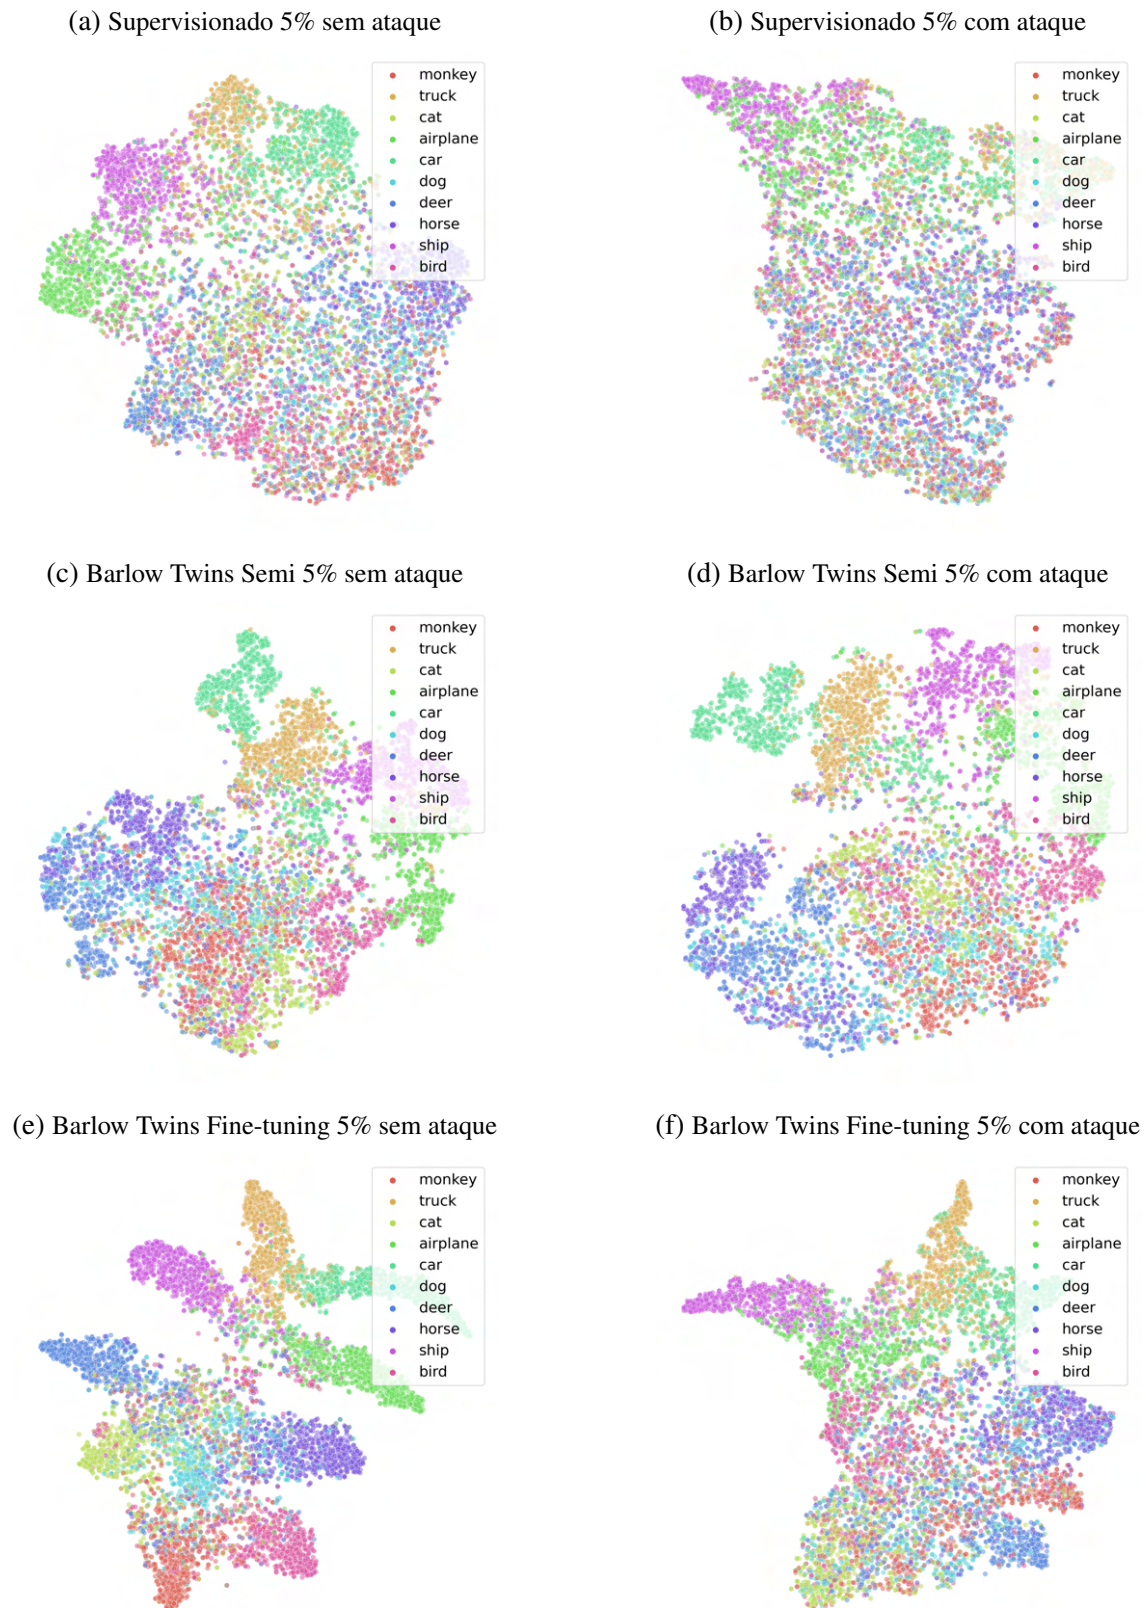 (a) Supervisionado 5% sem ataque
monkey
truck
cat
airplane
car
dog
deer
horse
ship
bird
(b) Supervisionado 5% com ataque
monkey
truck
cat
airplane
car
dog
deer
horse
ship
bird
(c) Barlow Twins Semi 5% sem ataque
monkey
truck
cat
airplane
car
dog
deer
horse
ship
bird
(d) Barlow Twins Semi 5% com ataque
monkey
truck
cat
airplane
car
dog
deer
horse
ship
bird
(e) Barlow Twins Fine-tuning 5% sem ataque
monkey
truck
cat
airplane
car
dog
deer
horse
ship
bird
(f) Barlow Twins Fine-tuning 5% com ataque
monkey
truck
cat
airplane
car
dog
deer
horse
ship
bird